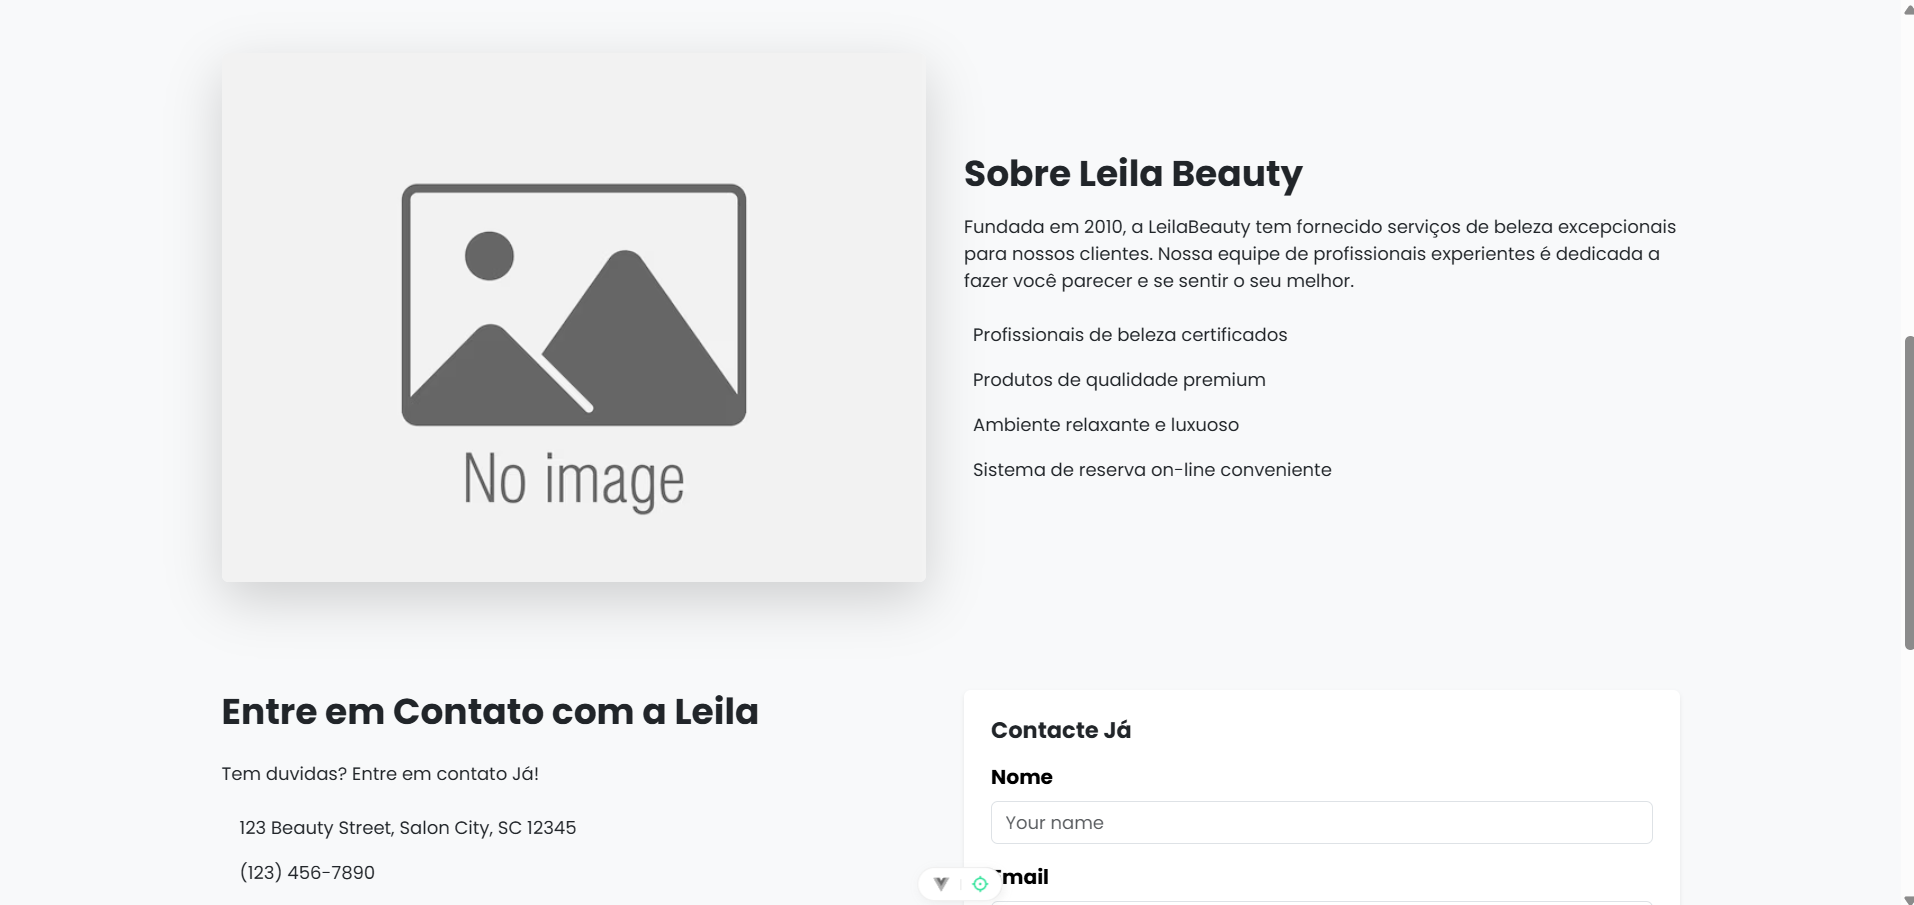 No image
Sobre Leila Beauty
Fundada em 2010, a LeilaBeauty tem fornecido serviços de beleza excepcionais
para nossos clientes. Nossa equipe de profissionais experientes é dedicada a
fazer você parecer e se sentir o seu melhor.
Profissionais de beleza certificados
Produtos de qualidade premium
Ambiente relaxante e luxuoso
Sistema de reserva on-line conveniente
Entre em Contato com a Leila
Tem duvidas? Entre em contato Já!
123 Beauty Street, Salon City, SC 12345
(123) 456-7890
Contacte Já
Nome
Your name
Email